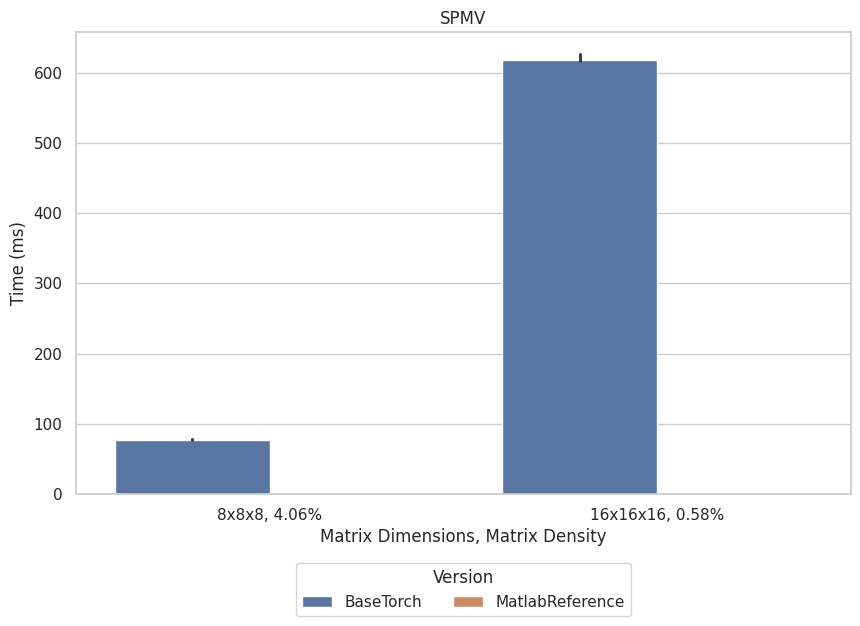 SPMV
Time (ms)
600
500
400
300
200
100
0
8x8x8, 4.06%
16x16x16, 0.58%
Matrix Dimensions, Matrix Density
Version
BaseTorch
MatlabReference